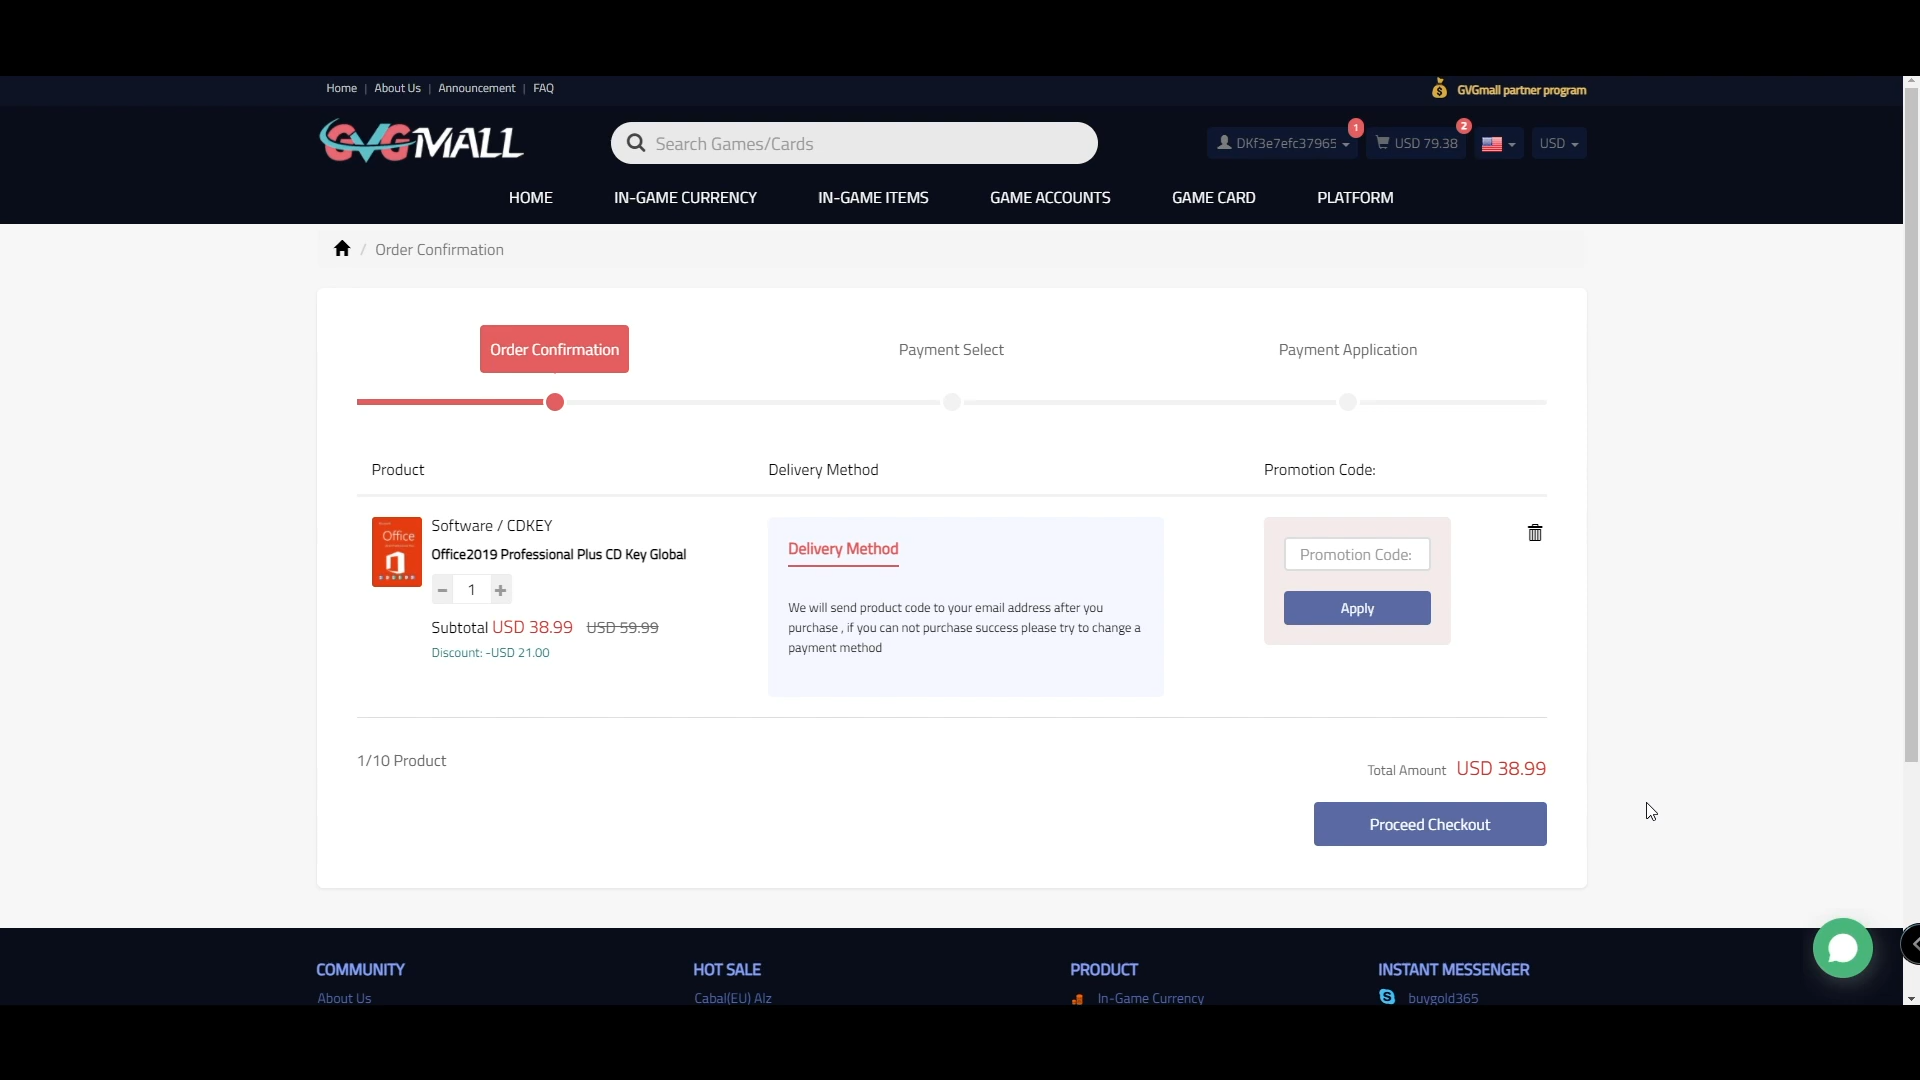 Home | About Us | Announcement | FAQ
GVGmall partner program
GVGMALL
Search Games/Cards
DKf3e7efc37965
1
USD 79.38
2
USD
HOME
IN-GAME CURRENCY
IN-GAME ITEMS
GAME ACCOUNTS
GAME CARD
PLATFORM
/ Order Confirmation
Order Confirmation
Payment Select
Payment Application
Product
Delivery Method
Promotion Code:
Office
Software / CDKEY
Office2019 Professional Plus CD Key Global
- 1 +
Subtotal USD 38.99 USD 59.99
Discount: -USD 21.00
Delivery Method
We will send product code to your email address after you
purchase , if you can not purchase success please try to change a
payment method
Promotion Code:
Apply
1/10 Product
Total Amount USD 38.99
Proceed Checkout
COMMUNITY
HOT SALE
PRODUCT
INSTANT MESSENGER
About Us
Cabal(EU) Alz
In-Game Currency
buygold365